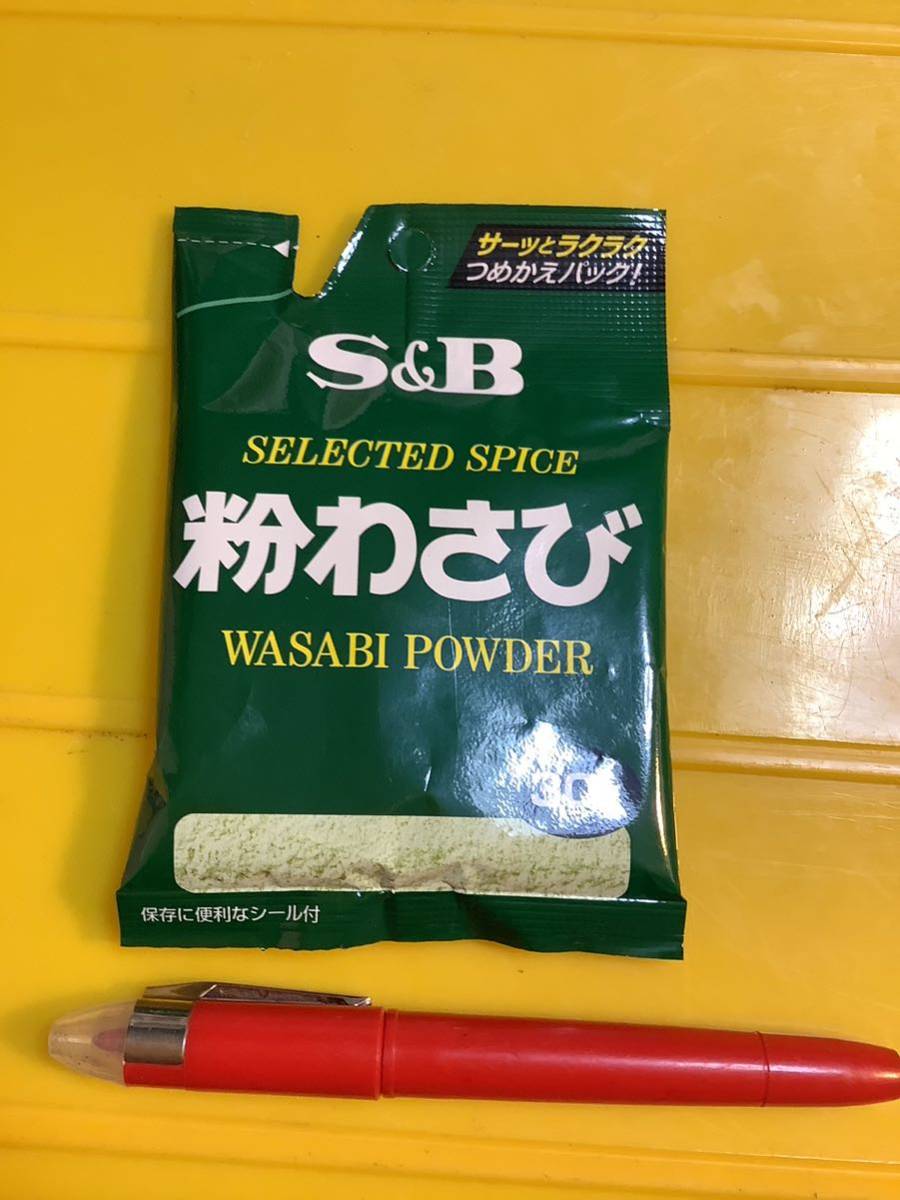 サーッとラクラク
つめかえパック!
S&B
SELECTED SPICE
粉わさび
WASABI POWDER
30
保存に便利なシール付